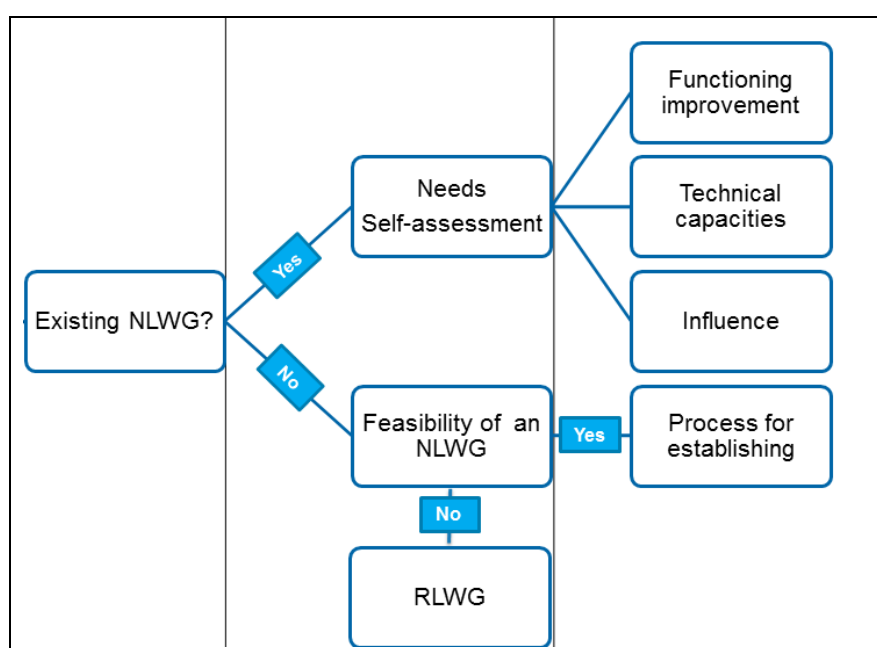 Existing NLWG?
Yes
No
Needs
Self-assessment
Feasibility of an
NLWG
Yes
No
RLWG
Functioning
improvement
Technical
capacities
Influence
Process for
establishing